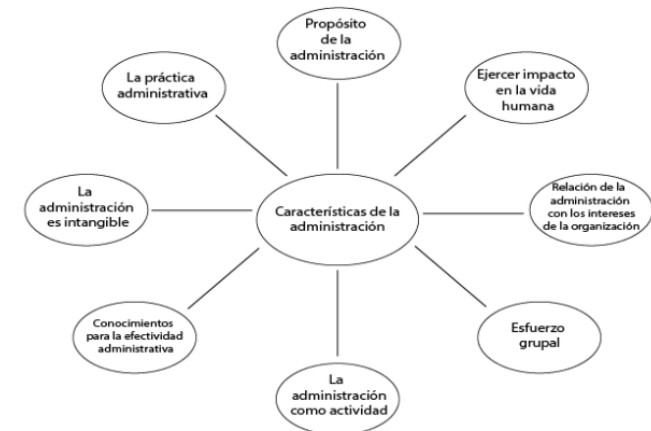 Propósito
de la
administración
La práctica
administrativa
Ejercer impacto
en la vida
humana
La
administración
es intangible
Características de la
administración
Relación de la
administración
con los intereses
de la organización
Conocimientos
para la efectividad
administrativa
Esfuerzo
grupal
La
administración
como actividad